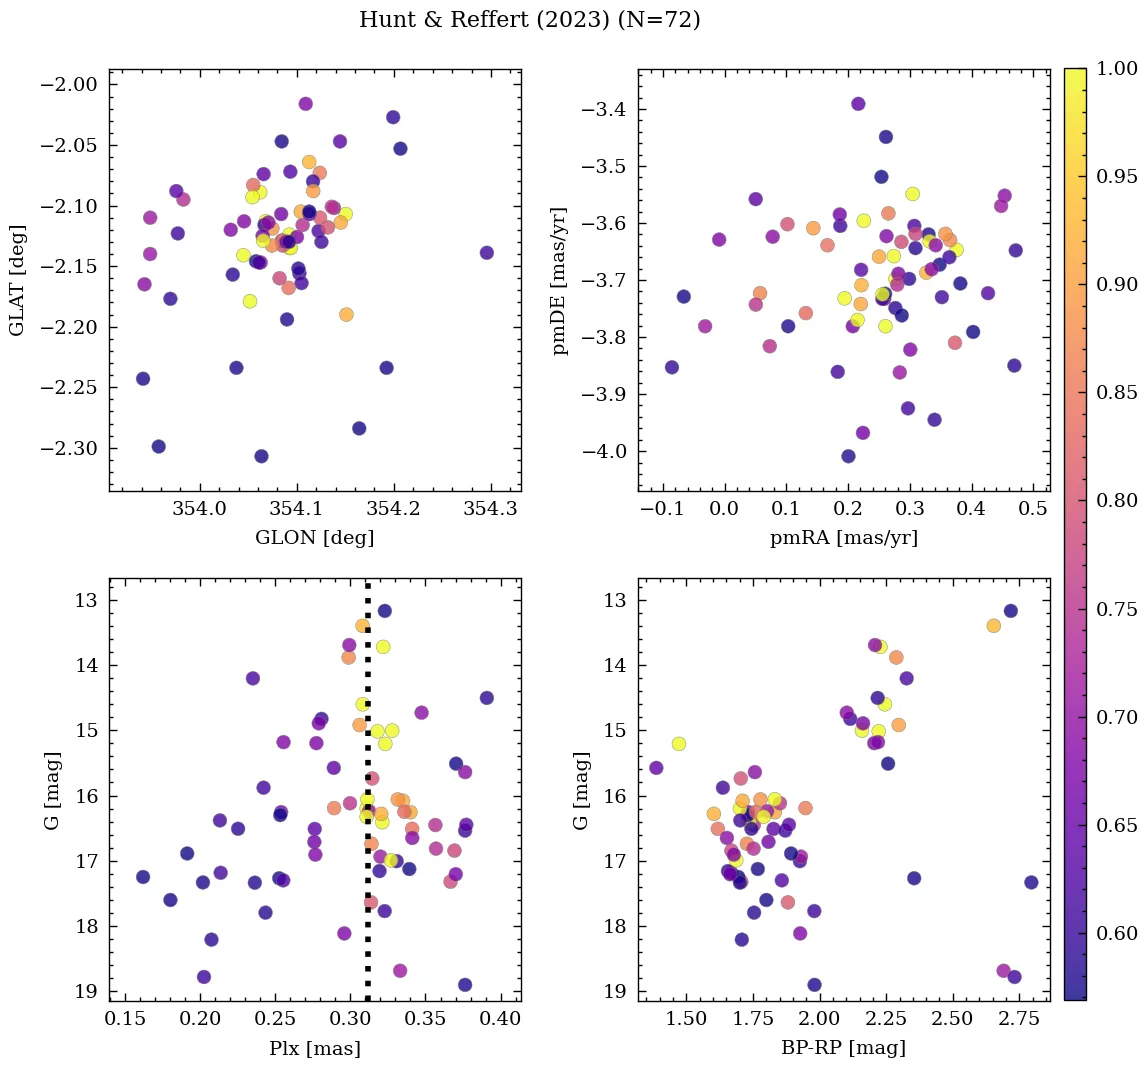 Hunt & Reffert (2023) (N=72)
−2.00
−2.05
−2.10
−2.15
−2.20
−2.25
−2.30
GLAT [deg]
354.0 354.1 354.2 354.3
GLON [deg]
−3.4
−3.5
−3.6
−3.7
−3.8
−3.9
−4.0
pmDE [mas/yr]
−0.1 0.0 0.1 0.2 0.3 0.4 0.5
pmRA [mas/yr]
13
14
15
16
17
18
19
G [mag]
0.15 0.20 0.25 0.30 0.35 0.40
Plx [mas]
13
14
15
16
17
18
19
G [mag]
1.50 1.75 2.00 2.25 2.50 2.75
BP-RP [mag]
1.00
0.95
0.90
0.85
0.80
0.75
0.70
0.65
0.60